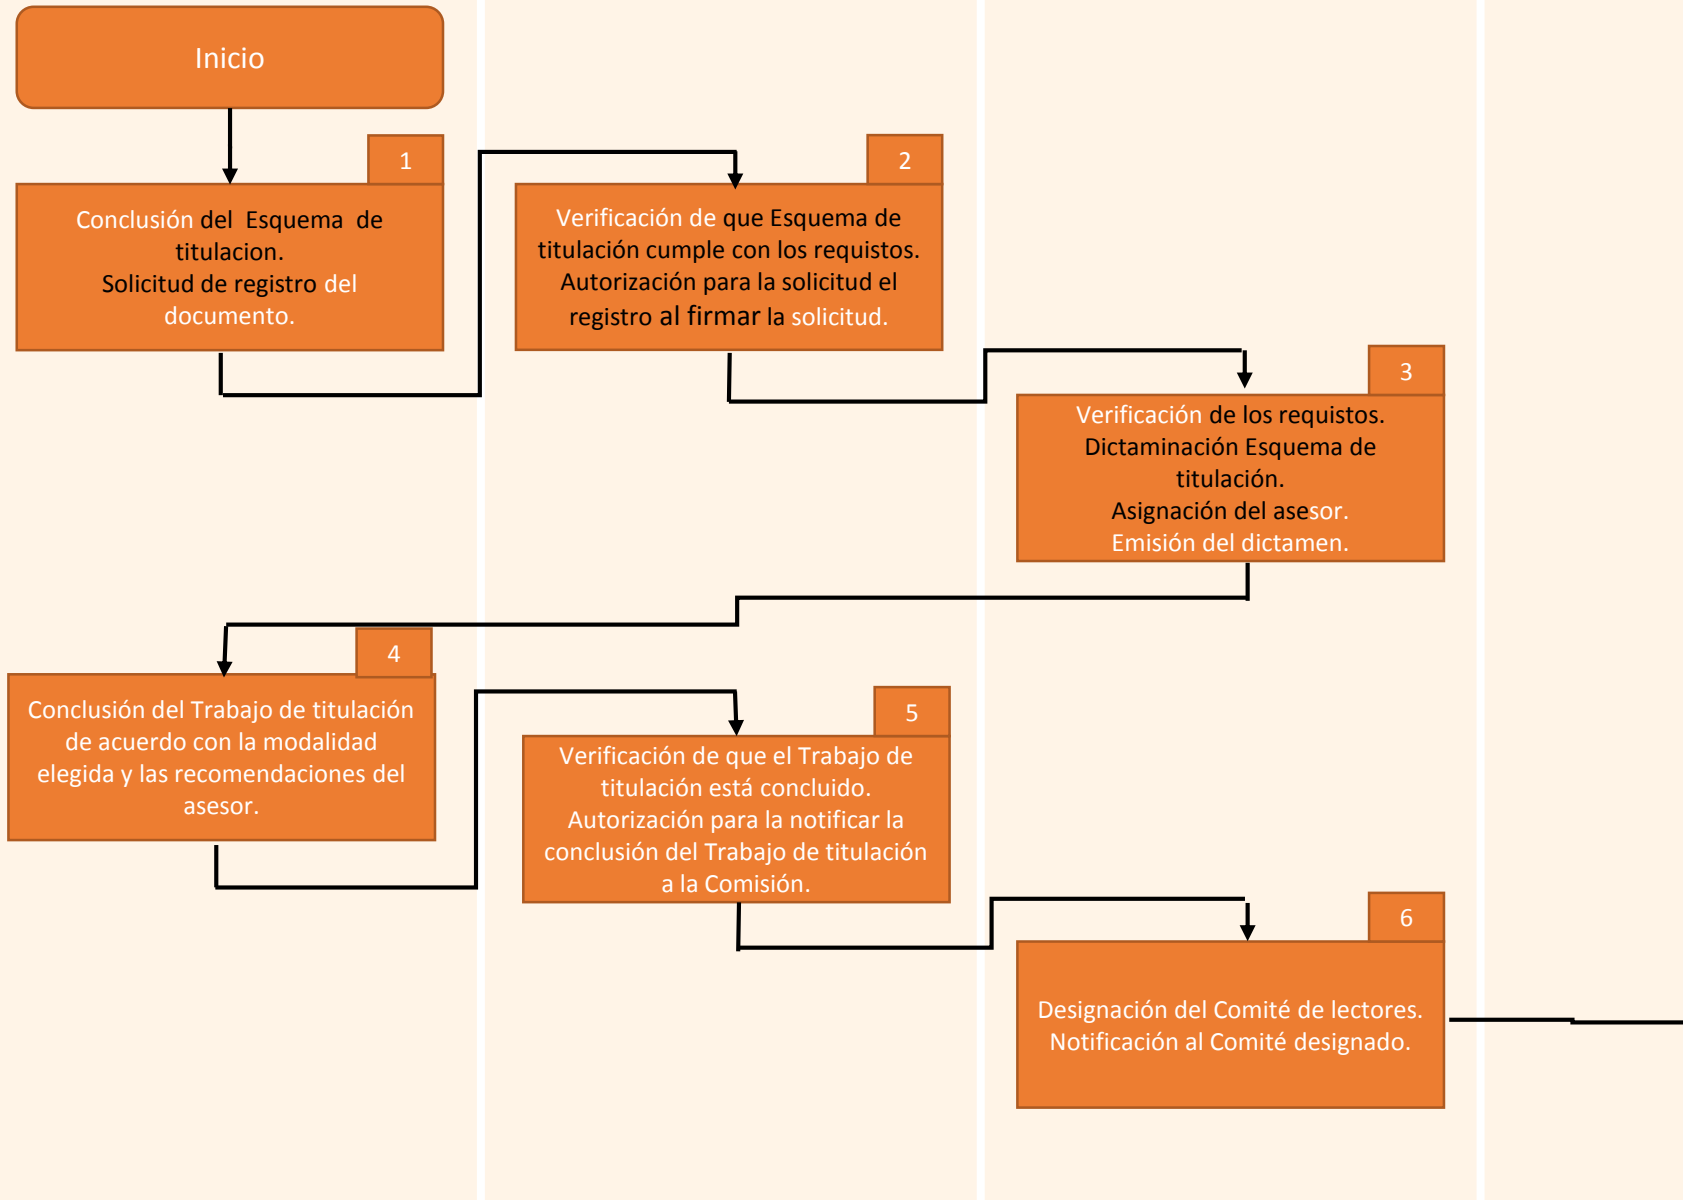 Inicio
1
Conclusión del Esquema de
titulacion.
Solicitud de registro del
documento.
2
Verificación de que Esquema de
titulación cumple con los requistos.
Autorización para la solicitud el
registro al firmar la solicitud.
3
Verificación de los requistos.
Dictaminación Esquema de
titulación.
Asignación del asesor.
Emisión del dictamen.
4
Conclusión del Trabajo de titulación
de acuerdo con la modalidad
elegida y las recomendaciones del
asesor.
5
Verificación de que el Trabajo de
titulación está concluido.
Autorización para la notificar la
conclusión del Trabajo de titulación
a la Comisión.
6
Designación del Comité de lectores.
Notificación al Comité designado.